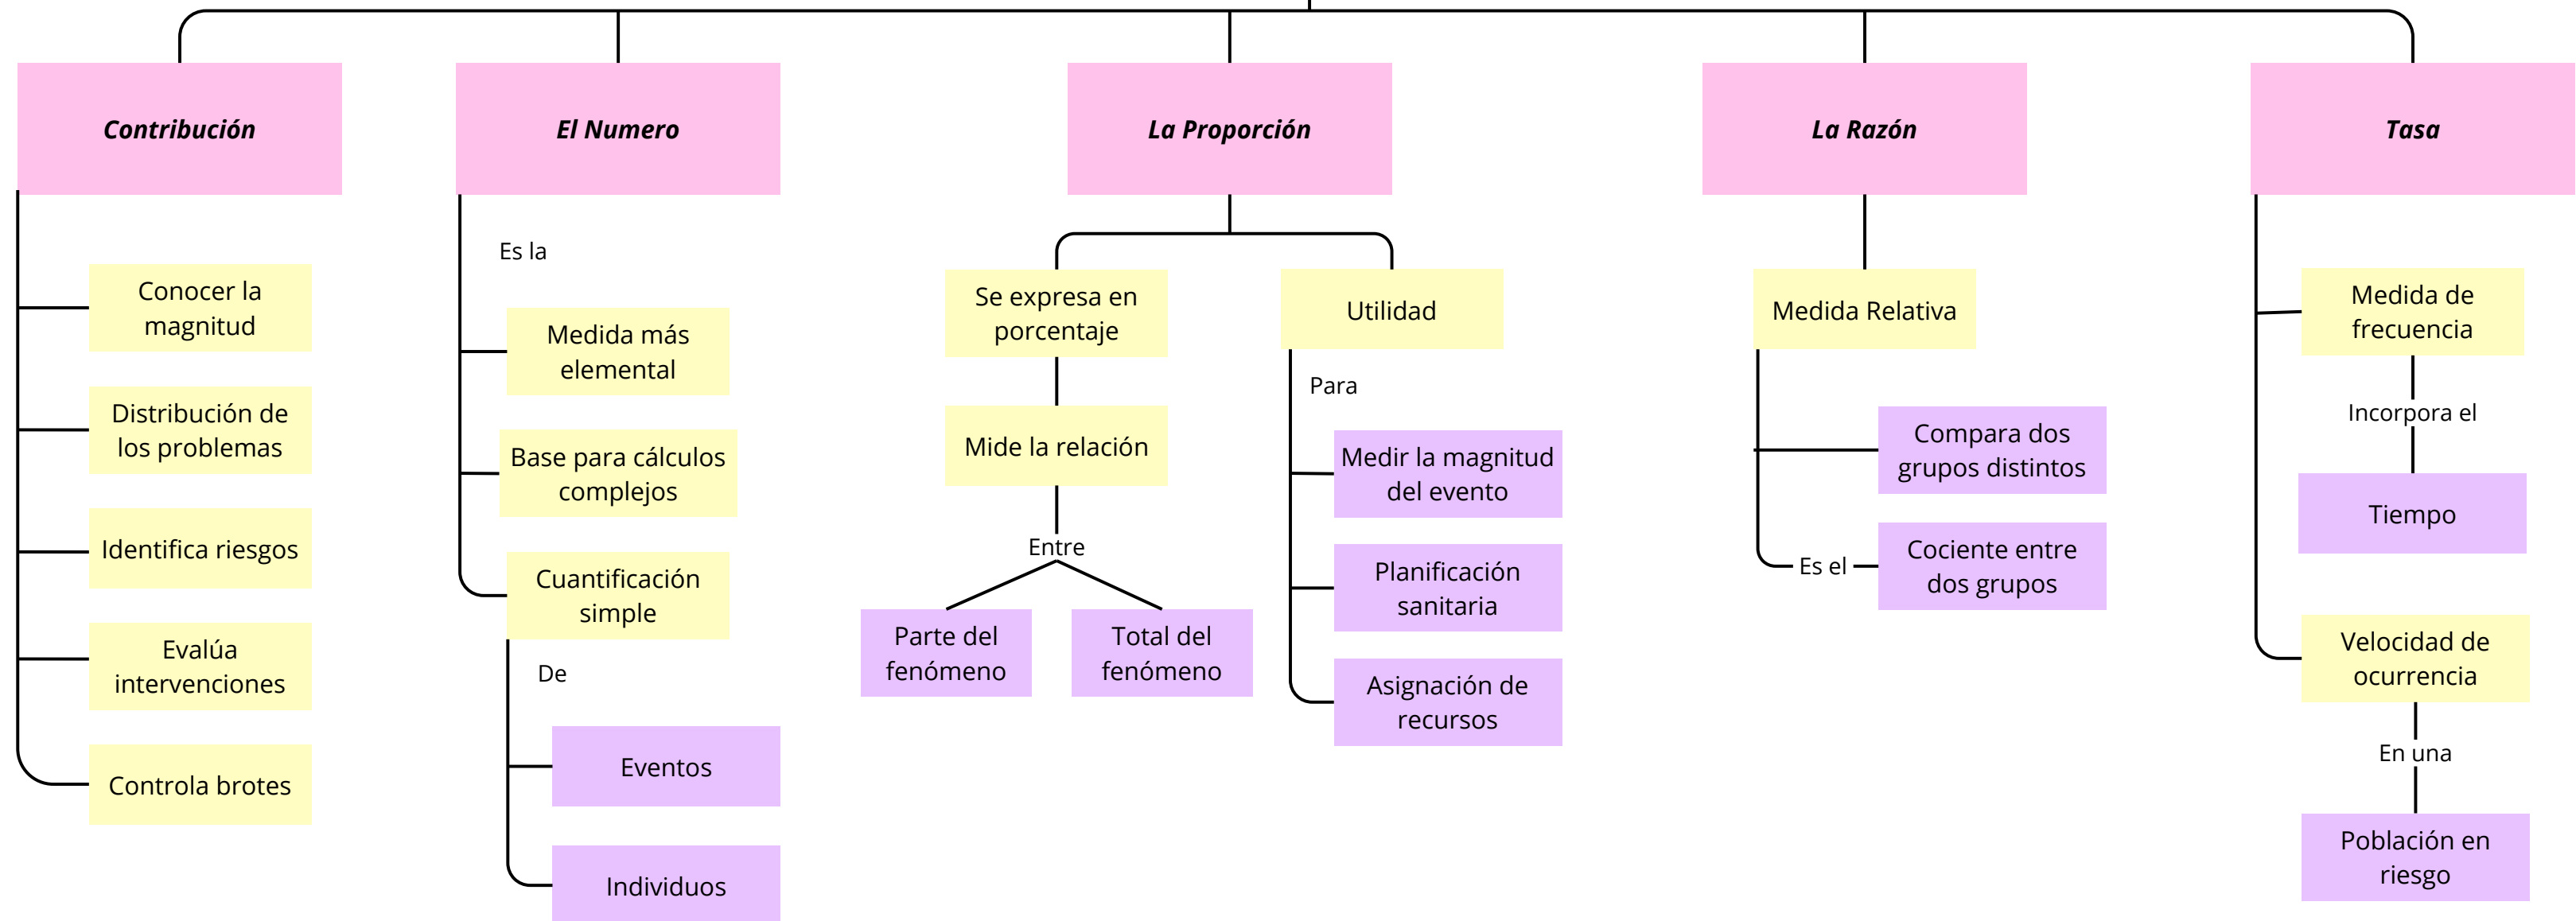 Contribución
El Numero
La Proporción
La Razón
Tasa
Conocer la
magnitud
Distribución de
los problemas
Identifica riesgos
Evalúa
intervenciones
Controla brotes
Es la
Medida más
elemental
Base para cálculos
complejos
Cuantificación
simple
De
Eventos
Individuos
Se expresa en
porcentaje
Mide la relación
Entre
Parte del
fenómeno
Total del
fenómeno
Utilidad
Para
Medir la magnitud
del evento
Planificación
sanitaria
Asignación de
recursos
Medida Relativa
Compara dos
grupos distintos
Es el
Cociente entre
dos grupos
Medida de
frecuencia
Incorpora el
Tiempo
Velocidad de
ocurrencia
En una
Población en
riesgo